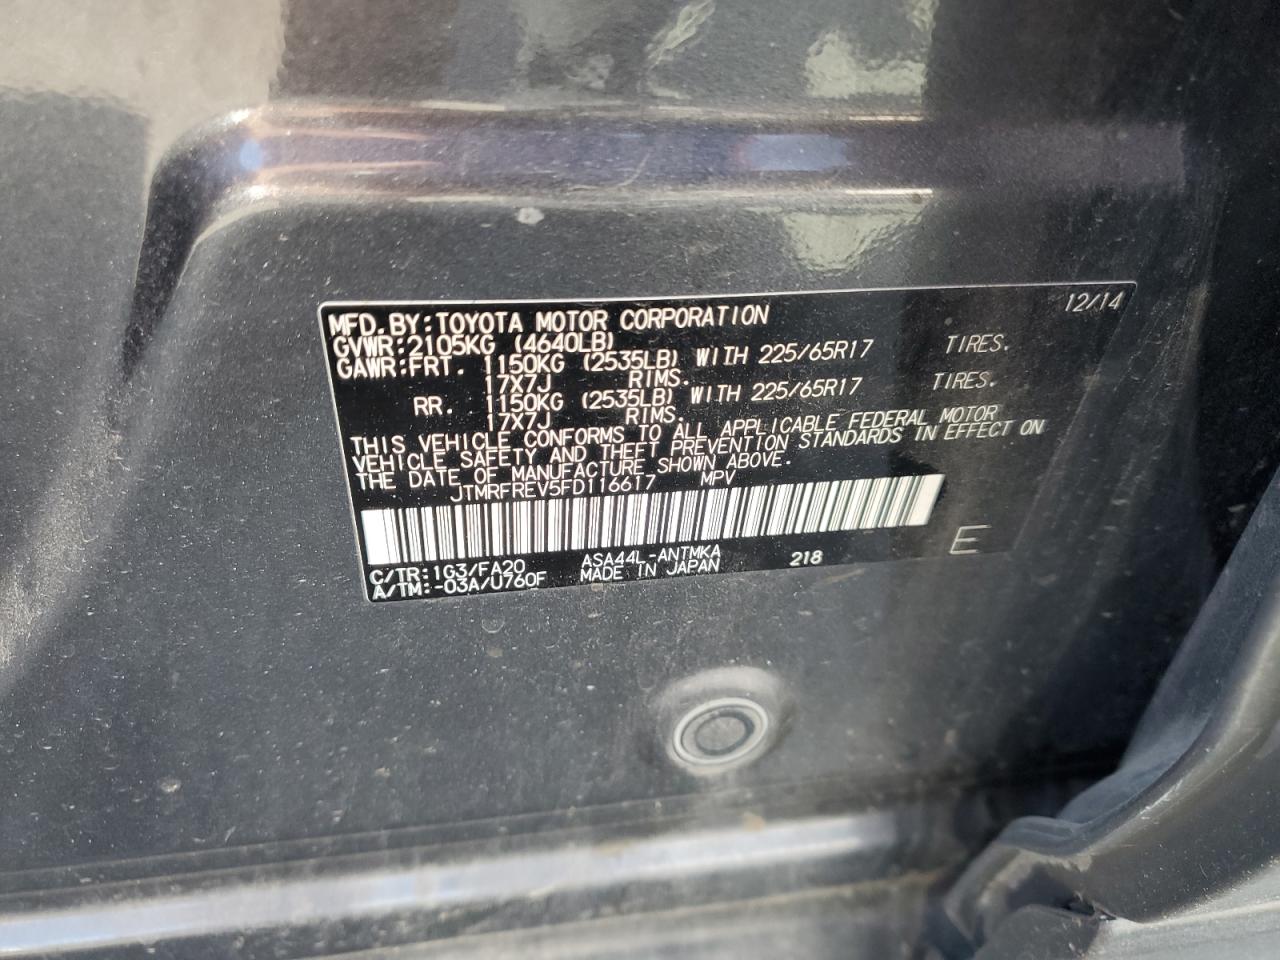 12/14
MFD.BY:TOYOTA MOTOR CORPORATION
GVWR:2105KG (4640LB)
GAWR:FRT. 1150KG (2535LB) WITH 225/65R17 TIRES.
17X7J RIMS.
RR. 1150KG (2535LB) WITH 225/65R17 TIRES.
17X7J RIMS.
THIS VEHICLE CONFORMS TO ALL APPLICABLE FEDERAL MOTOR
VEHICLE SAFETY AND THEFT PREVENTION STANDARDS IN EFFECT ON
THE DATE OF MANUFACTURE SHOWN ABOVE.
JTMRFREV5FD116617 MPV
C/TR:1G3/FA20 ASA44L-ANTMKA 218 E
A/TM:-03A/U760F MADE IN JAPAN